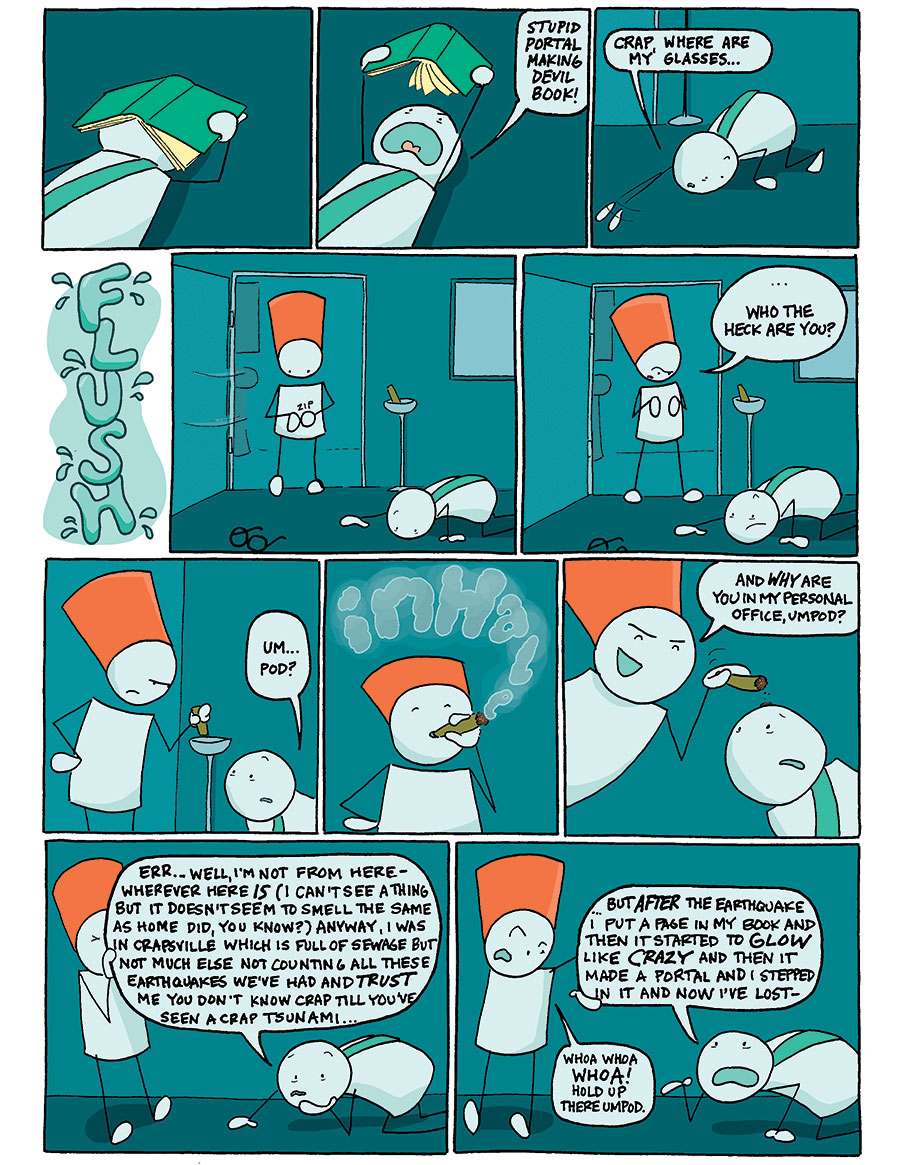 STUPID
PORTAL
MAKING
DEVIL
BOOK!
CRAP, WHERE ARE
MY GLASSES...
FLUSH
ZIP
...
WHO THE
HECK ARE YOU?
UM...
POD?
iNHaLe
AND WHY ARE
YOU IN MY PERSONAL
OFFICE, UMPOD?
ERR... WELL, I'M NOT FROM HERE-
WHEREVER HERE IS (I CAN'T SEE A THING
BUT IT DOESN'T SEEM TO SMELL THE SAME
AS HOME DID, YOU KNOW?) ANYWAY, I WAS
IN CRAPSVILLE WHICH IS FULL OF SEWAGE BUT
NOT MUCH ELSE NOT COUNTING ALL THESE
EARTHQUAKES WE'VE HAD AND TRUST
ME YOU DON'T KNOW CRAP TILL YOU'VE
SEEN A CRAP TSUNAMI...
... BUT AFTER THE EARTHQUAKE
I PUT A PAGE IN MY BOOK AND
THEN IT STARTED TO GLOW
LIKE CRAZY AND THEN IT
MADE A PORTAL AND I STEPPED
IN IT AND NOW I'VE LOST-
WHOA WHOA
WHOA!
HOLD UP
THERE UMPOD.